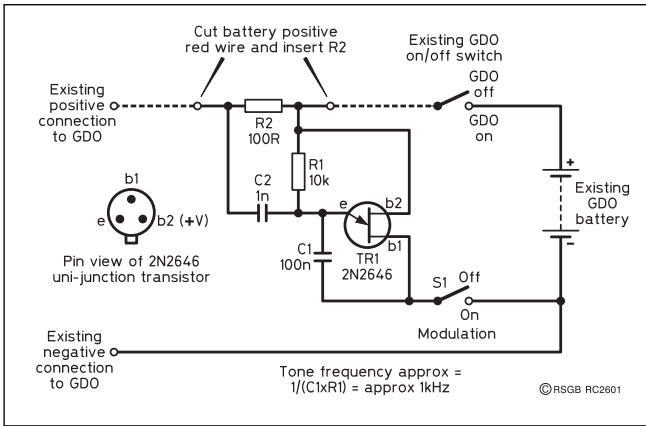 Cut battery positive
red wire and insert R2
Existing GDO
on/off switch
GDO
off
GDO
on
Existing
positive
connection
to GDO
R2
100R
R1
10k
C2
1n
e
b2
b1
TR1
2N2646
C1
100n
+
Existing
GDO
battery
–
b1
e
b2 (+V)
Pin view of 2N2646
uni-junction transistor
S1
Off
On
Modulation
Existing
negative
connection
to GDO
Tone frequency approx =
1/(C1xR1) = approx 1kHz
©RSGB RC2601